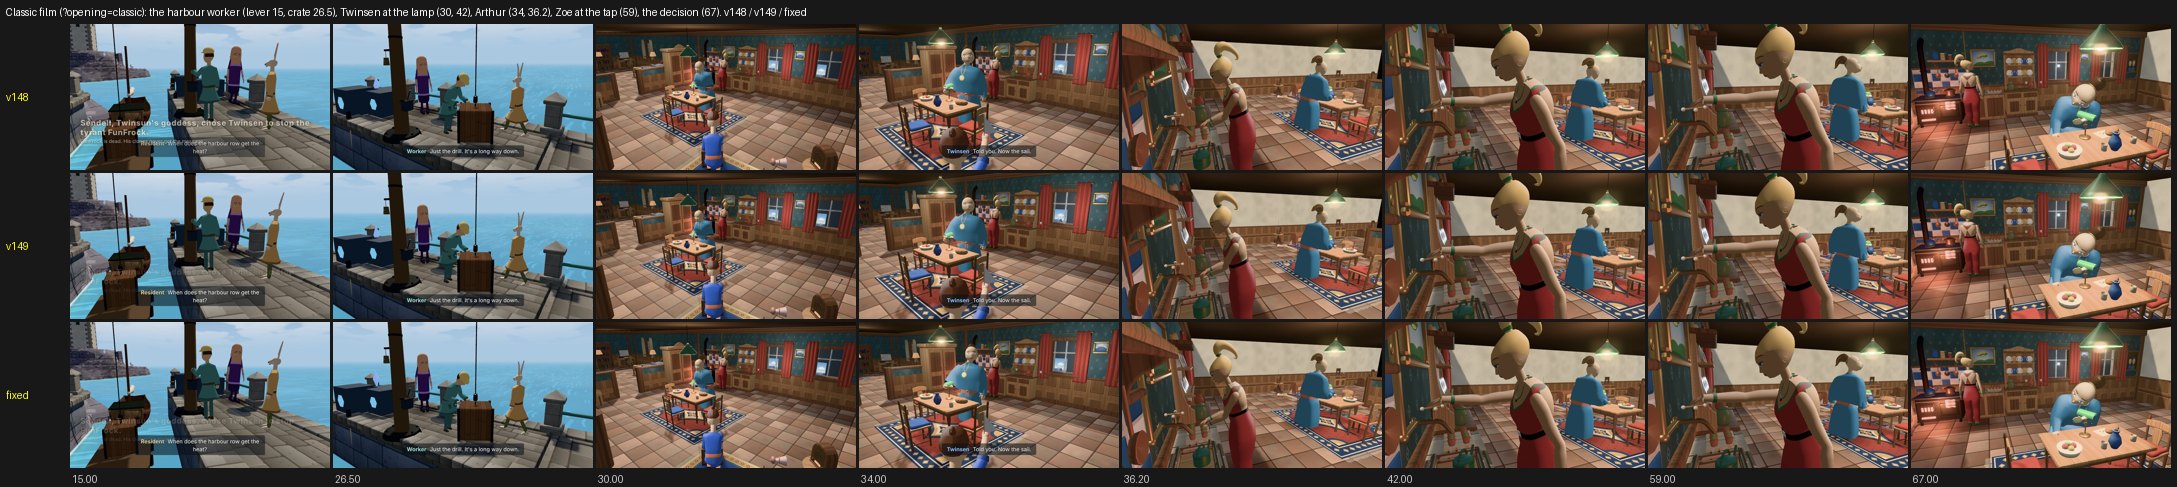 Classic film (?opening=classic): the harbour worker (lever 15, crate 26.5), Twinsen at the lamp (30, 42), Arthur (34, 36.2), Zoe at the tap (59), the decision (67). v148 / v149 / fixed
v148
Sendell, Twinsun's goddess, chose Twinsen to stop the
tyrant FunFrock.
Resident When does the harbour row get the
heat?
Worker Just the drill. It's a long way down.
Twinsen Told you. Now the sail.
v149
Resident When does the harbour row get the
heat?
Worker Just the drill. It's a long way down.
Twinsen Told you. Now the sail.
fixed
Resident When does the harbour row get the
heat?
Worker Just the drill. It's a long way down.
Twinsen Told you. Now the sail.
15.00
26.50
30.00
34.00
36.20
42.00
59.00
67.00